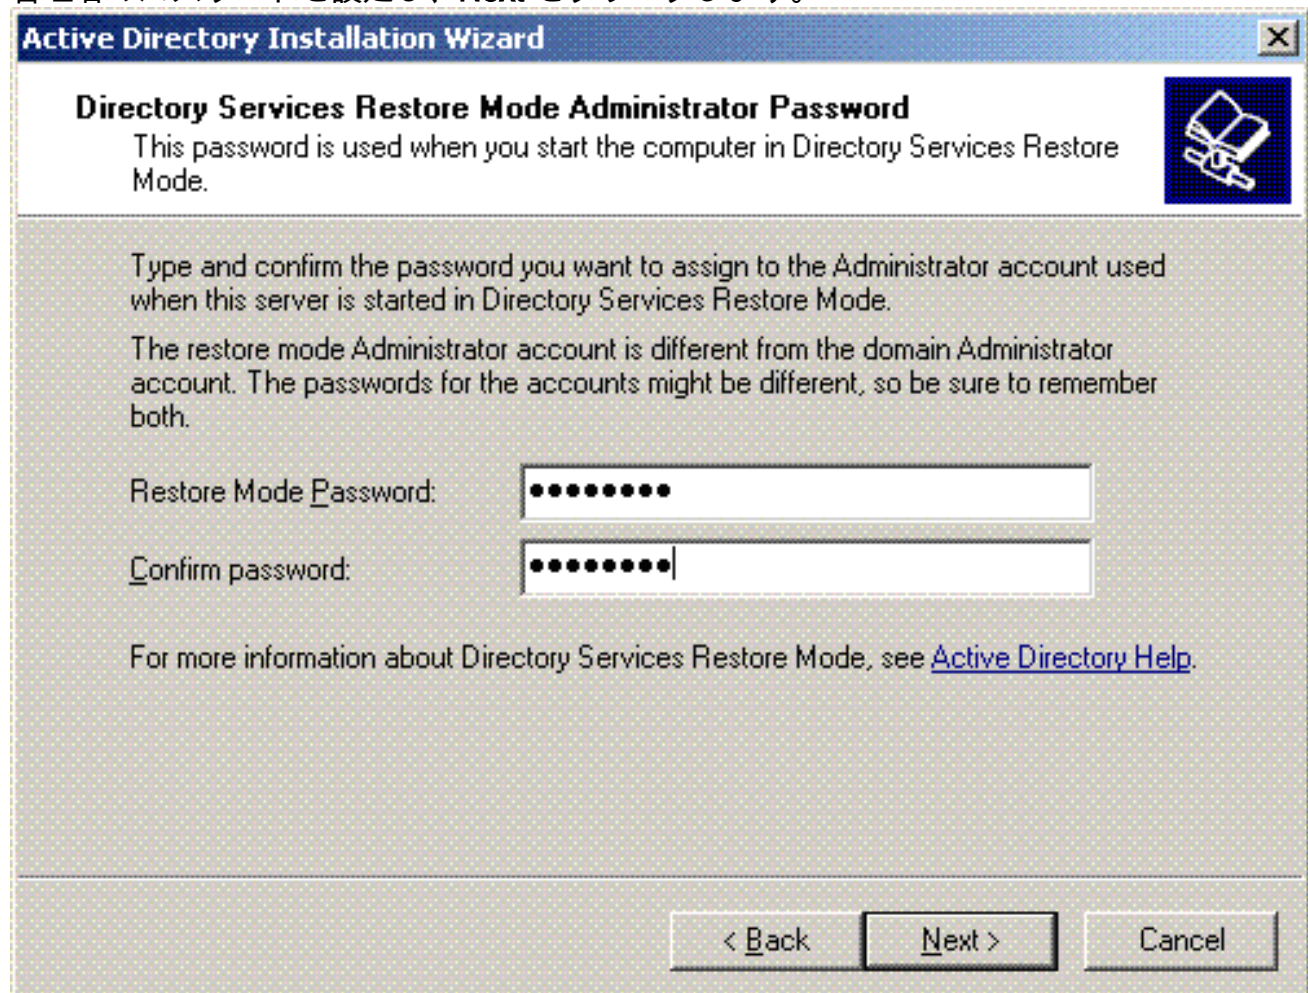 Active Directory Installation Wizard
Directory Services Restore Mode Administrator Password
This password is used when you start the computer in Directory Services Restore
Mode.
Type and confirm the password you want to assign to the Administrator account used
when this server is started in Directory Services Restore Mode.
The restore mode Administrator account is different from the domain Administrator
account. The passwords for the accounts might be different, so be sure to remember
both.
Restore Mode Password: ●●●●●●●●
Confirm password: ●●●●●●●●
For more information about Directory Services Restore Mode, see Active Directory Help.
< Back Next > Cancel